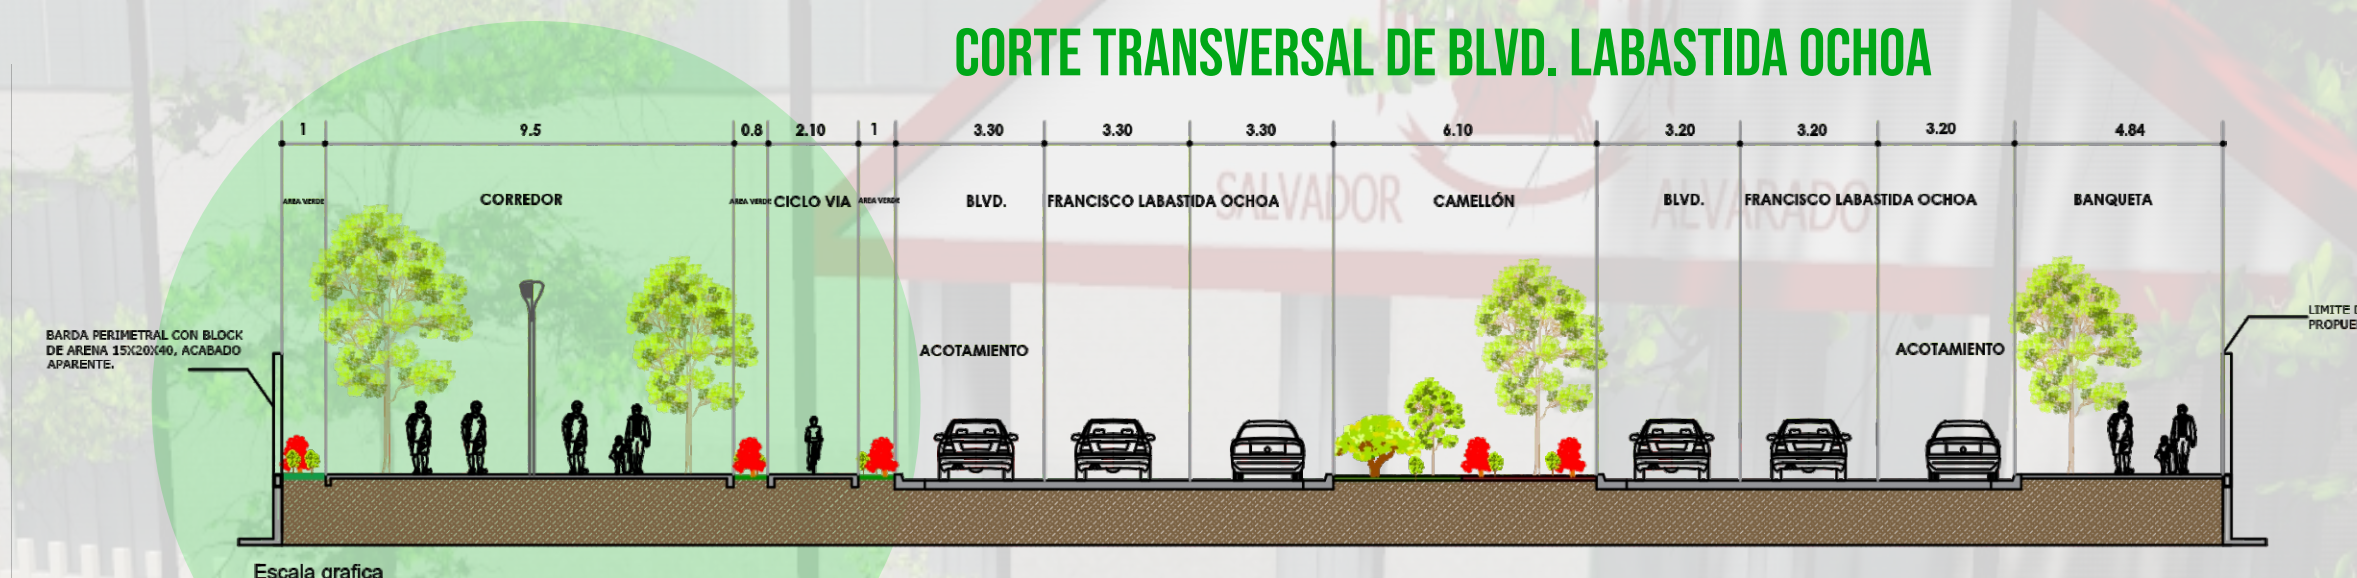 CORTE TRANSVERSAL DE BLVD. LABASTIDA OCHOA
1 9.5 0.8 2.10 1 3.30 3.30 3.30 6.10 3.20 3.20 3.20 4.84
AREA VERDE CORREDOR AREA VERDE CICLO VIA AREA VERDE BLVD. FRANCISCO LABASTIDA OCHOA CAMELLÓN BLVD. FRANCISCO LABASTIDA OCHOA BANQUETA
SALVADOR ALVARADO
LIMITE
BARDA PERIMETRAL CON BLOCK
DE ARENA 15X20X40, ACABADO
APARENTE.
ACOTAMIENTO ACOTAMIENTO
Escala grafica